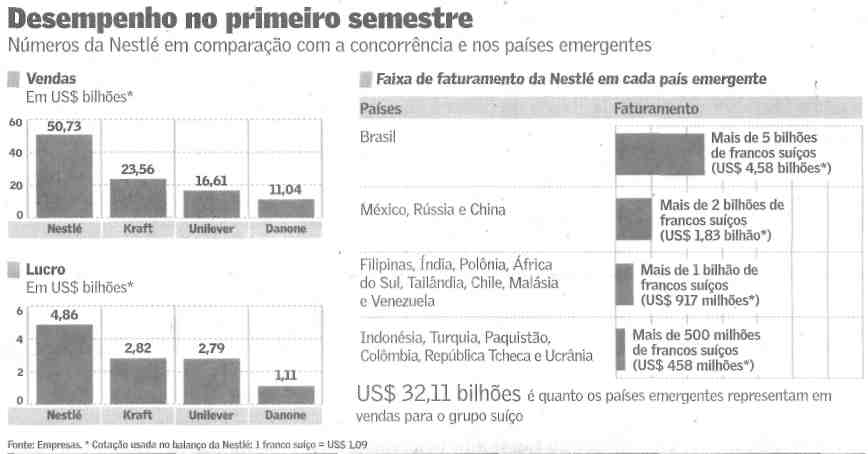 Desempenho no primeiro semestre
Números da Nestlé em comparação com a concorrência e nos países emergentes
Vendas
Em US$ bilhões*
60
40
20
0
50,73
23,56
16,61
11,04
Nestlé Kraft Unilever Danone
Lucro
Em US$ bilhões*
6
4
2
0
4,86
2,82
2,79
1,11
Nestlé Kraft Unilever Danone
Faixa de faturamento da Nestlé em cada país emergente
Países Faturamento
Brasil
Mais de 5 bilhões
de francos suíços
(US$ 4,58 bilhões*)
México, Rússia e China
Mais de 2 bilhões de
francos suíços
(US$ 1,83 bilhão*)
Filipinas, Índia, Polônia, África
do Sul, Tailândia, Chile, Malásia
e Venezuela
Mais de 1 bilhão de
francos suíços
(US$ 917 milhões*)
Indonésia, Turquia, Paquistão,
Colômbia, República Tcheca e Ucrânia
Mais de 500 milhões
de francos suíços
(US$ 458 milhões*)
US$ 32,11 bilhões é quanto os países emergentes representam em
vendas para o grupo suíço
Fonte: Empresas. * Cotação usada no balanço da Nestlé: 1 franco suíço = US$ 1,09